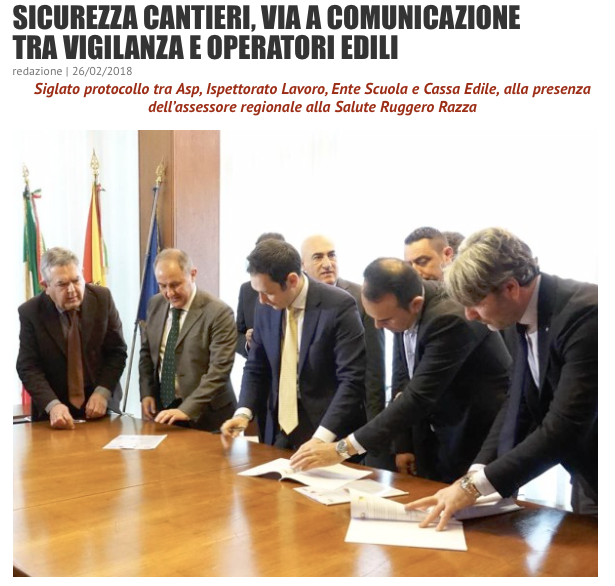 SICUREZZA CANTIERI, VIA A COMUNICAZIONE
TRA VIGILANZA E OPERATORI EDILI
redazione | 26/02/2018
Siglato protocollo tra Asp, Ispettorato Lavoro, Ente Scuola e Cassa Edile, alla presenza
dell'assessore regionale alla Salute Ruggero Razza